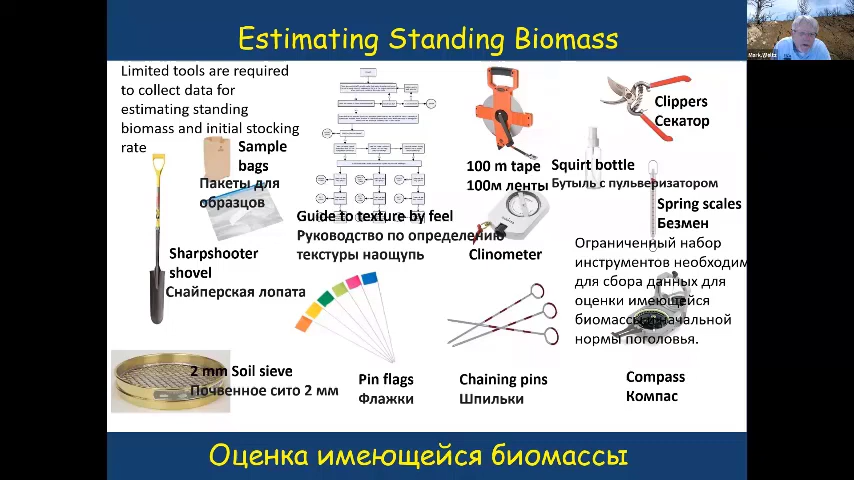 Estimating Standing Biomass
Mark.Weltz
Limited tools are required
to collect data for
estimating standing
biomass and initial stocking
rate
Sample
bags
Пакеты для
образцов
Guide to texture by feel
Руководство по определению
текстуры наощупь
100 m tape
100м ленты
Clippers
Секатор
Squirt bottle
Бутыль с пульверизатором
Spring scales
Безмен
Sharpshooter
shovel
Снайперская лопата
Clinometer
Ограниченный набор
инструментов необходим
для сбора данных для
оценки имеющейся
биомассы и начальной
нормы поголовья.
2 mm Soil sieve
Почвенное сито 2 мм
Pin flags
Флажки
Chaining pins
Шпильки
Compass
Компас
Оценка имеющейся биомассы